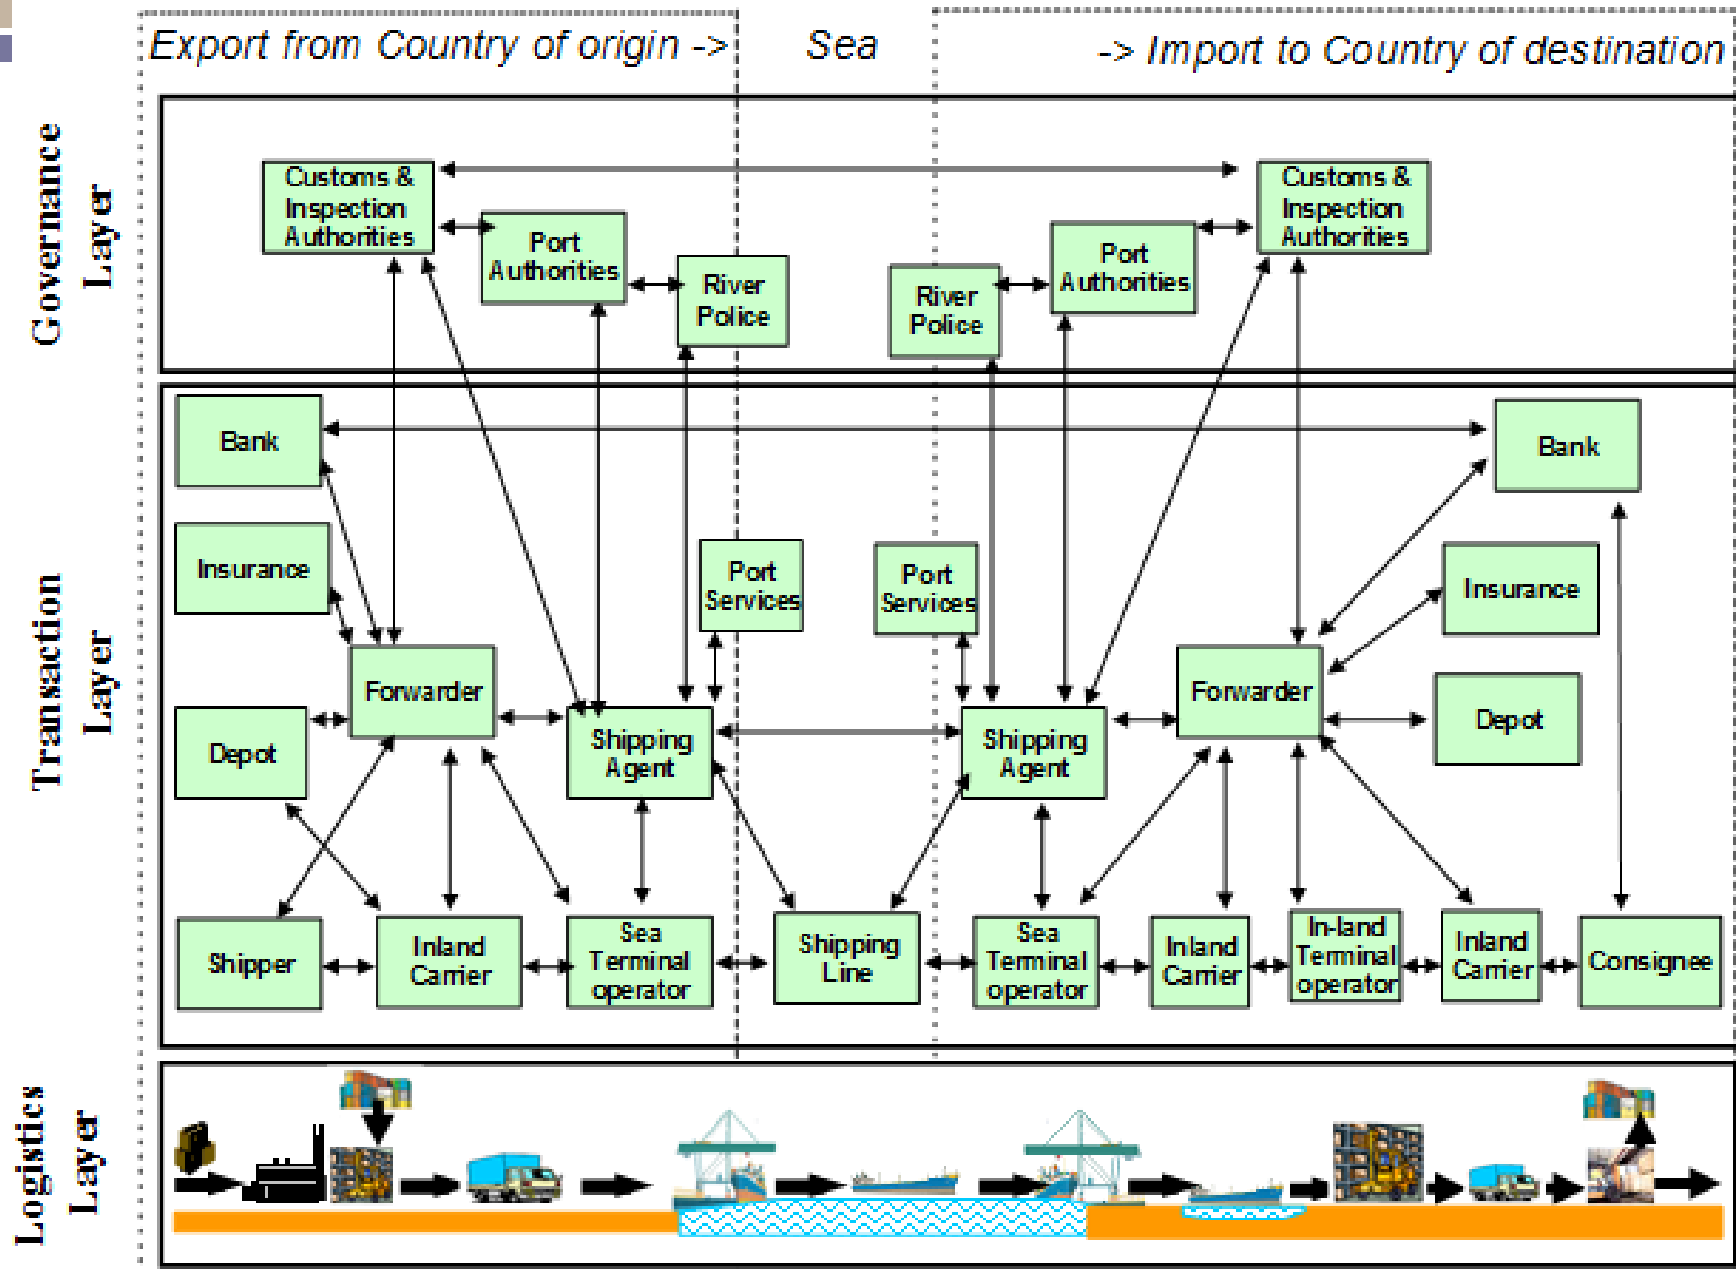 Export from Country of origin ->
Sea
-> Import to Country of destination
Governance
Layer
Customs &
Inspection
Authorities
Port
Authorities
River
Police
River
Police
Port
Authorities
Customs &
Inspection
Authorities
Transaction
Layer
Bank
Bank
Insurance
Port
Services
Port
Services
Insurance
Forwarder
Forwarder
Depot
Shipping
Agent
Shipping
Agent
Depot
Shipper
Inland
Carrier
Sea
Terminal
operator
Shipping
Line
Sea
Terminal
operator
Inland
Carrier
In-land
Terminal
operator
Inland
Carrier
Consignee
Logistics
Layer